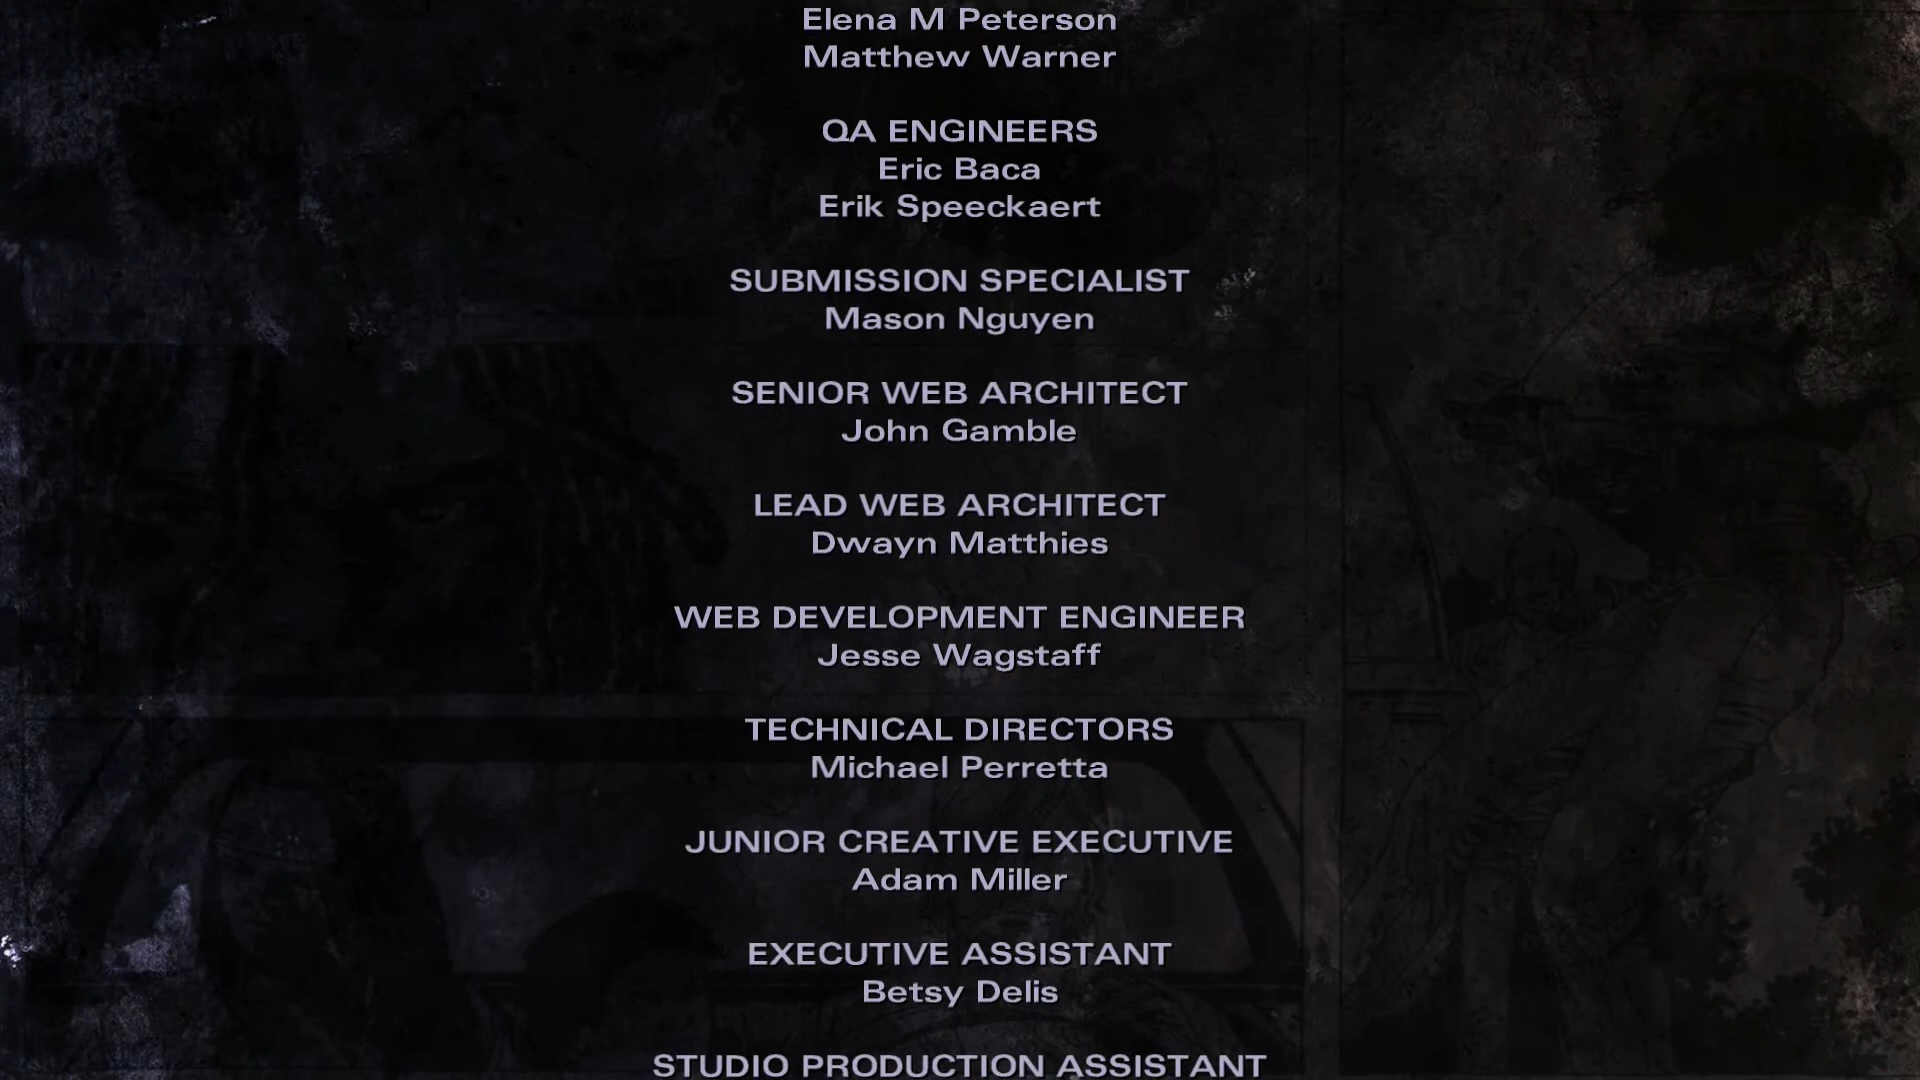 Elena M Peterson
Matthew Warner
QA ENGINEERS
Eric Baca
Erik Speeckaert
SUBMISSION SPECIALIST
Mason Nguyen
SENIOR WEB ARCHITECT
John Gamble
LEAD WEB ARCHITECT
Dwayn Matthies
WEB DEVELOPMENT ENGINEER
Jesse Wagstaff
TECHNICAL DIRECTORS
Michael Perretta
JUNIOR CREATIVE EXECUTIVE
Adam Miller
EXECUTIVE ASSISTANT
Betsy Delis
STUDIO PRODUCTION ASSISTANT